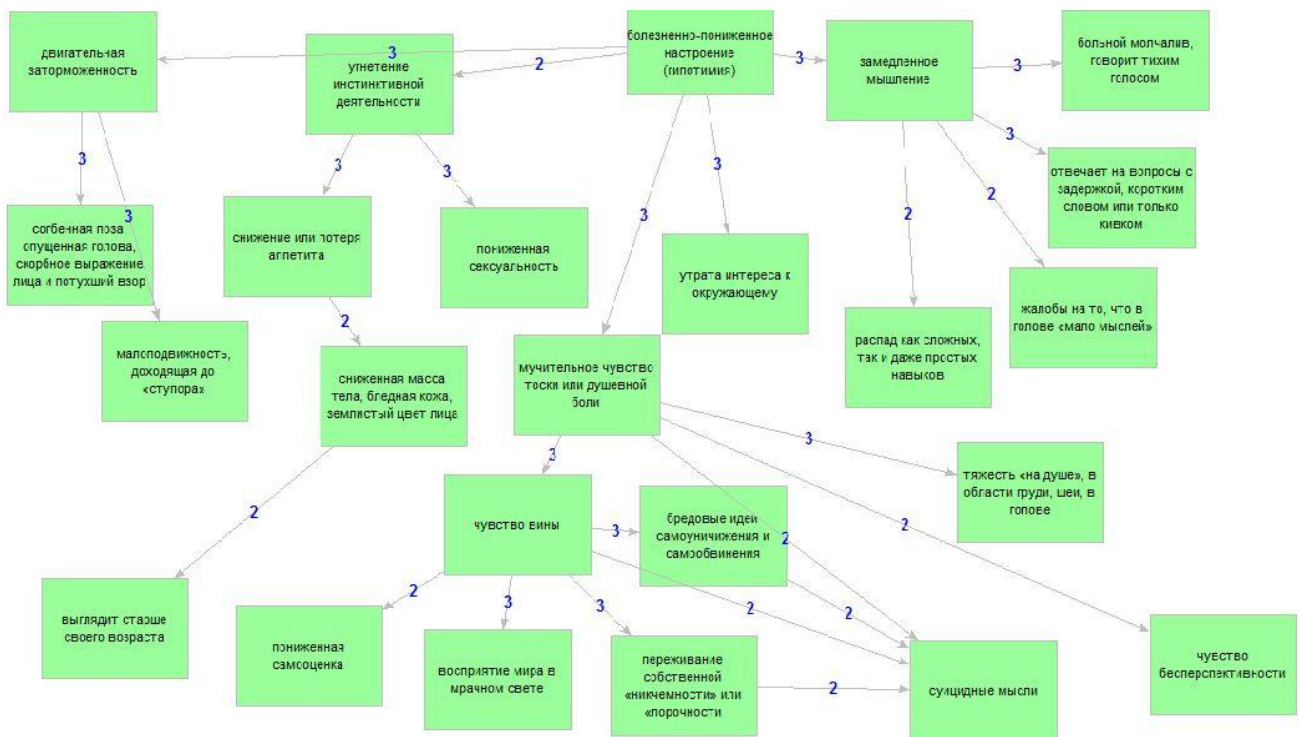 двигательная
заторможенность
3
угнетение
инстинктивной
деятельности
2
болезненно-пониженное
настроение
(гипотимия)
3
замедленное
мышление
3
больной молчалив,
говорит тихим
голосом
3
3
3
3
3
3
3
2
2
отвечает на вопросы с
задержкой, коротким
словом или только
кивком
согбенная поза
опущенная голова,
скорбное выражение
лица и потухший взор
снижение или потеря
аппетита
пониженная
сексуальность
утрата интереса к
окружающему
жалобы на то, что в
голове «мало мыслей»
распад как сложных,
так и даже простых
навыков
малоподвижность,
доходящая до
«ступора»
2
сниженная масса
тела, бледная кожа,
землистый цвет лица
мучительное чувство
тоски или душевной
боли
3
3
тяжесть «на душе», в
области груди, шеи, в
голове
2
чувство вины
3
бредовые идеи
самоуничижения и
самообвинения
2
2
2
3
3
2
2
выглядит старше
своего возраста
пониженная
самооценка
восприятие мира в
мрачном свете
переживание
собственной
«никчемности» или
«порочности
2
суицидные мысли
чувство
бесперспективности